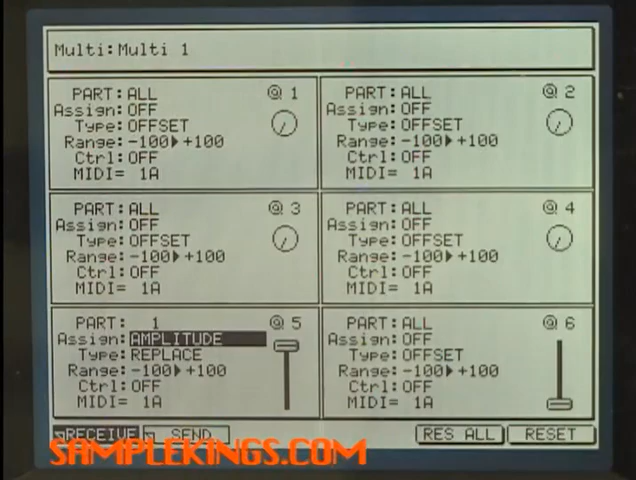 Multi:Multi 1
PART:ALL @ 1
Assign:OFF
Type:OFFSET
Range:-100▶+100
Ctrl:OFF
MIDI= 1A
PART:ALL @ 2
Assign:OFF
Type:OFFSET
Range:-100▶+100
Ctrl:OFF
MIDI= 1A
PART:ALL @ 3
Assign:OFF
Type:OFFSET
Range:-100▶+100
Ctrl:OFF
MIDI= 1A
PART:ALL @ 4
Assign:OFF
Type:OFFSET
Range:-100▶+100
Ctrl:OFF
MIDI= 1A
PART: 1 @ 5
Assign:AMPLITUDE
Type:REPLACE
Range:-100▶+100
Ctrl:OFF
MIDI= 1A
PART:ALL @ 6
Assign:OFF
Type:OFFSET
Range:-100▶+100
Ctrl:OFF
MIDI= 1A
RECEIVE SEND RES ALL RESET
SAMPLEKINGS.COM